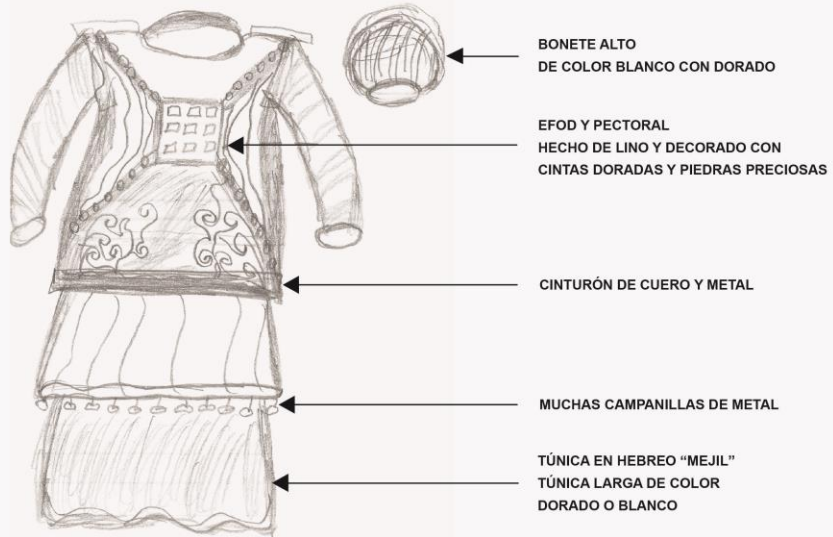 BONETE ALTO
DE COLOR BLANCO CON DORADO
EFOD Y PECTORAL
HECHO DE LINO Y DECORADO CON
CINTAS DORADAS Y PIEDRAS PRECIOSAS
CINTURÓN DE CUERO Y METAL
MUCHAS CAMPANILLAS DE METAL
TÚNICA EN HEBREO “MEJIL”
TÚNICA LARGA DE COLOR
DORADO O BLANCO